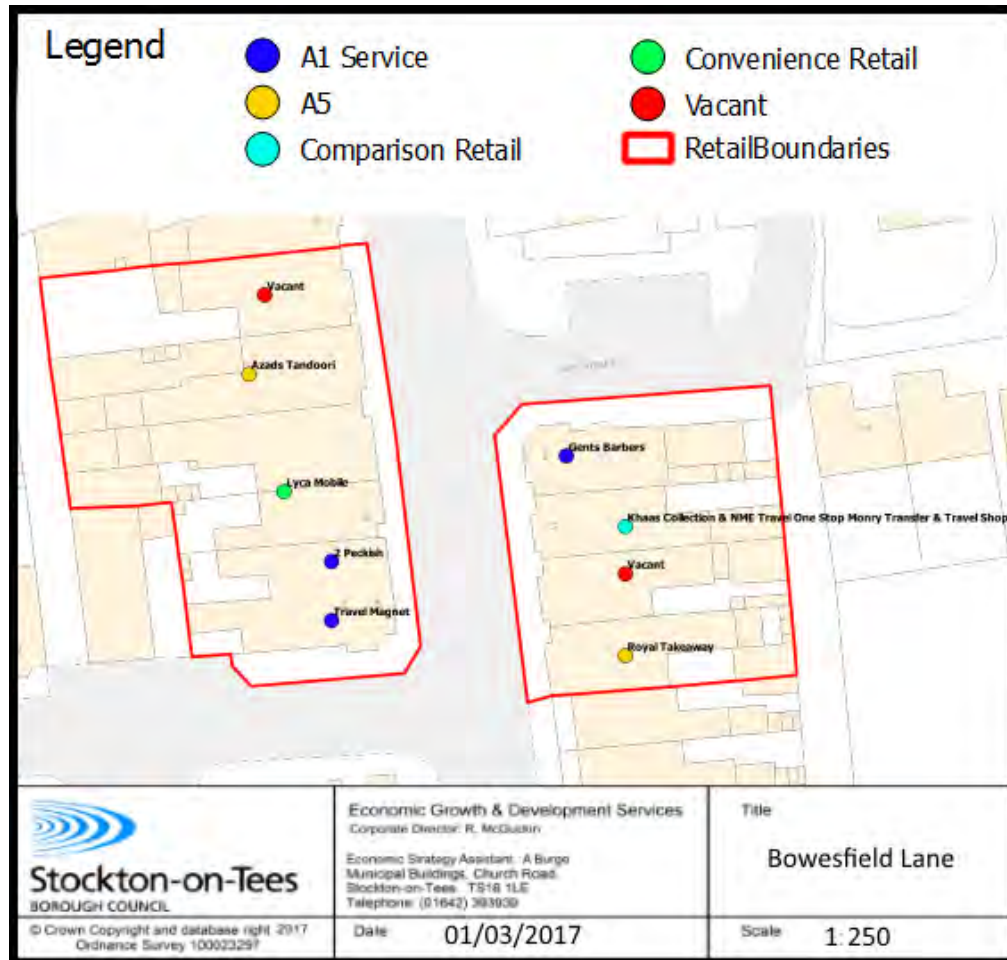 Legend
A1 Service
A5
Comparison Retail
Convenience Retail
Vacant
RetailBoundaries
Vacant
Azads Tandoori
Lyca Mobile
2 Peckish
Travel Magnet
Gents Barbers
Khaas Collection & NME Travel One Stop Monry Transfer & Travel Shop
Vacant
Royal Takeaway
Stockton-on-Tees
BOROUGH COUNCIL
© Crown Copyright and database right 2017
Ordnance Survey 100023297
Economic Growth & Development Services
Corporate Director: R. McGuckin
Economic Strategy Assistant: A Burgo
Municipal Buildings, Church Road,
Stockton-on-Tees. TS18 1LE
Telephone: (01642) 393939
Date 01/03/2017
Title
Bowesfield Lane
Scale 1:250